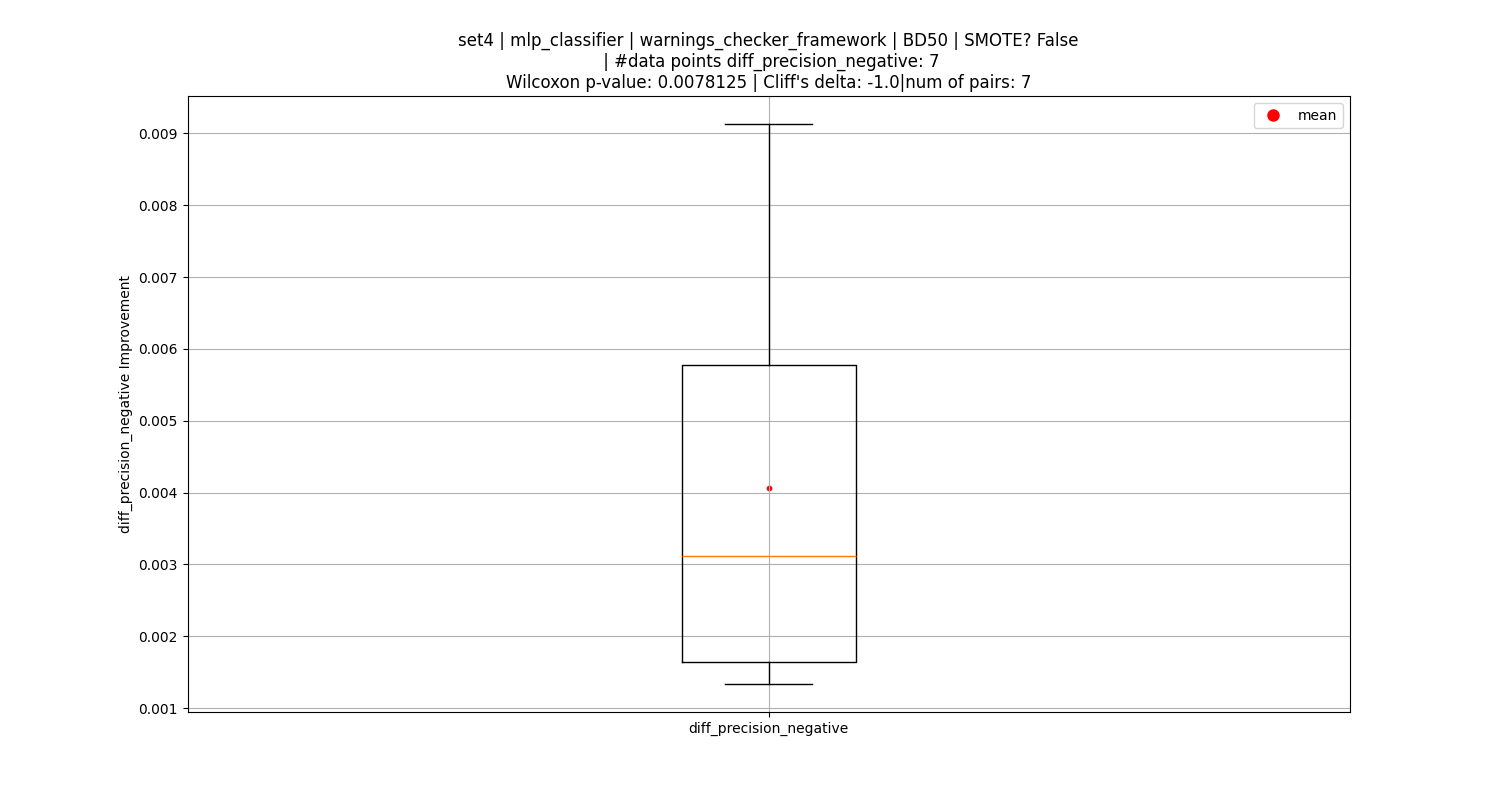 set4 | mlp_classifier | warnings_checker_framework | BD50 | SMOTE? False
| #data points diff_precision_negative: 7
Wilcoxon p-value: 0.0078125 | Cliff's delta: -1.0|num of pairs: 7
mean
0.009
0.008
0.007
0.006
0.005
0.004
0.003
0.002
0.001
diff_precision_negative Improvement
diff_precision_negative